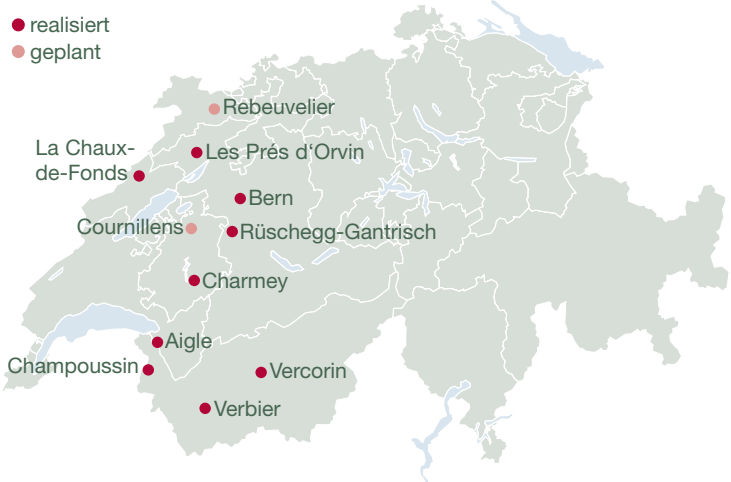 realisiert
geplant
Rebeuvelier
La Chaux-
de-Fonds
Les Prés d‘Orvin
Bern
Cournillens
Rüschegg-Gantrisch
Charmey
Aigle
Champoussin
Vercorin
Verbier